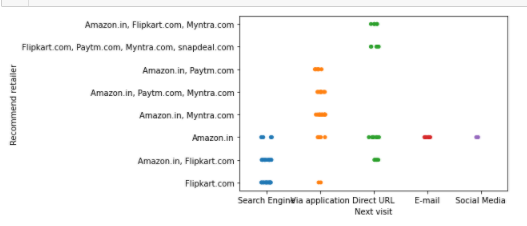 Amazon.in, Flipkart.com, Myntra.com
Flipkart.com, Paytm.com, Myntra.com, snapdeal.com
Amazon.in, Paytm.com
Amazon.in, Paytm.com, Myntra.com
Amazon.in, Myntra.com
Amazon.in
Amazon.in, Flipkart.com
Flipkart.com
Recommend retailer
Search Engine Via application Direct URL E-mail Social Media
Next visit